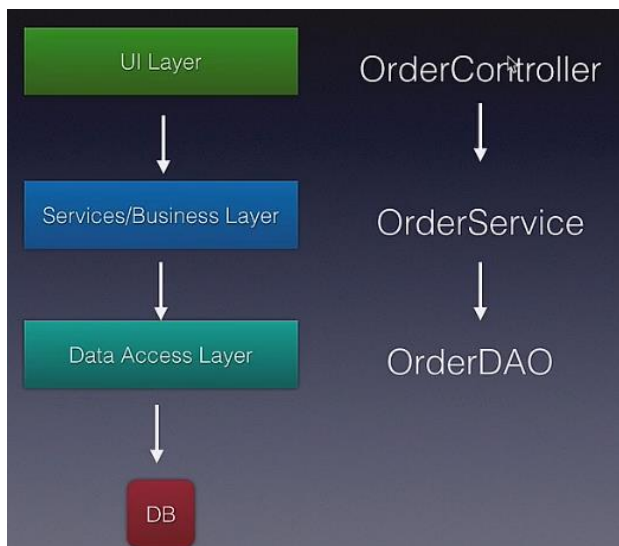 UI Layer
OrderController
Services/Business Layer
OrderService
Data Access Layer
OrderDAO
DB